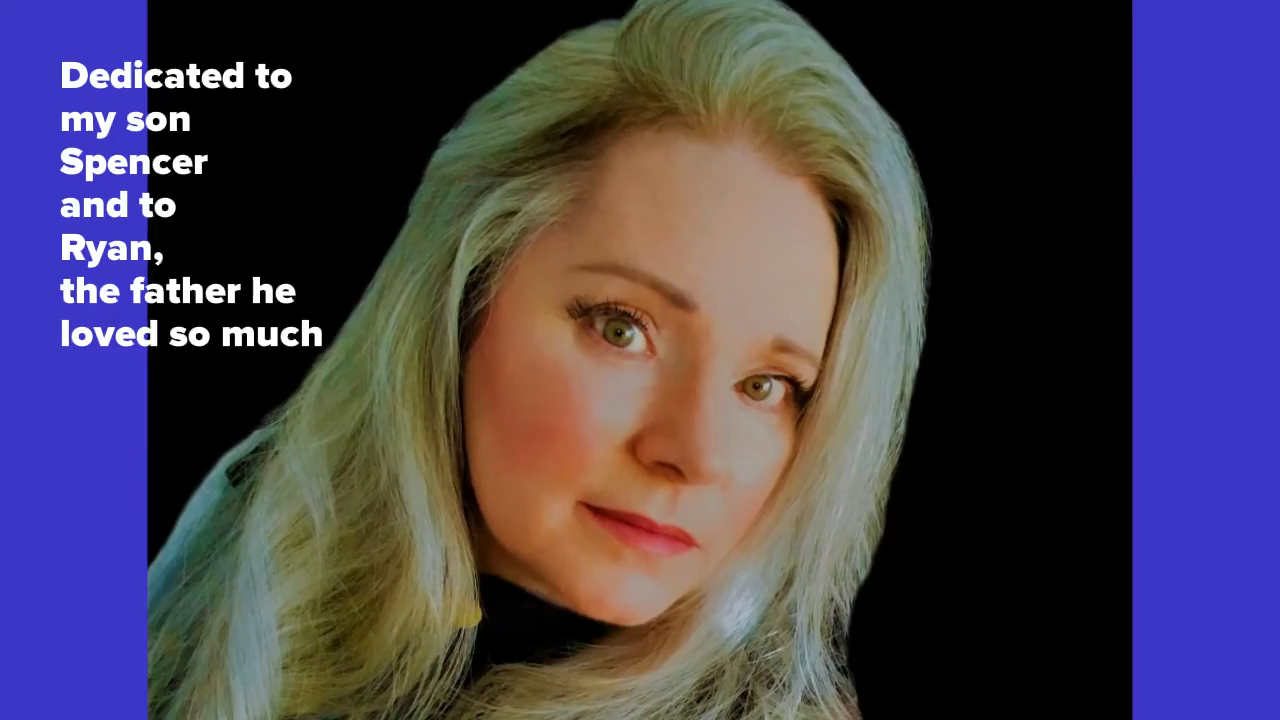 Dedicated to
my son
Spencer
and to
Ryan,
the father he
loved so much